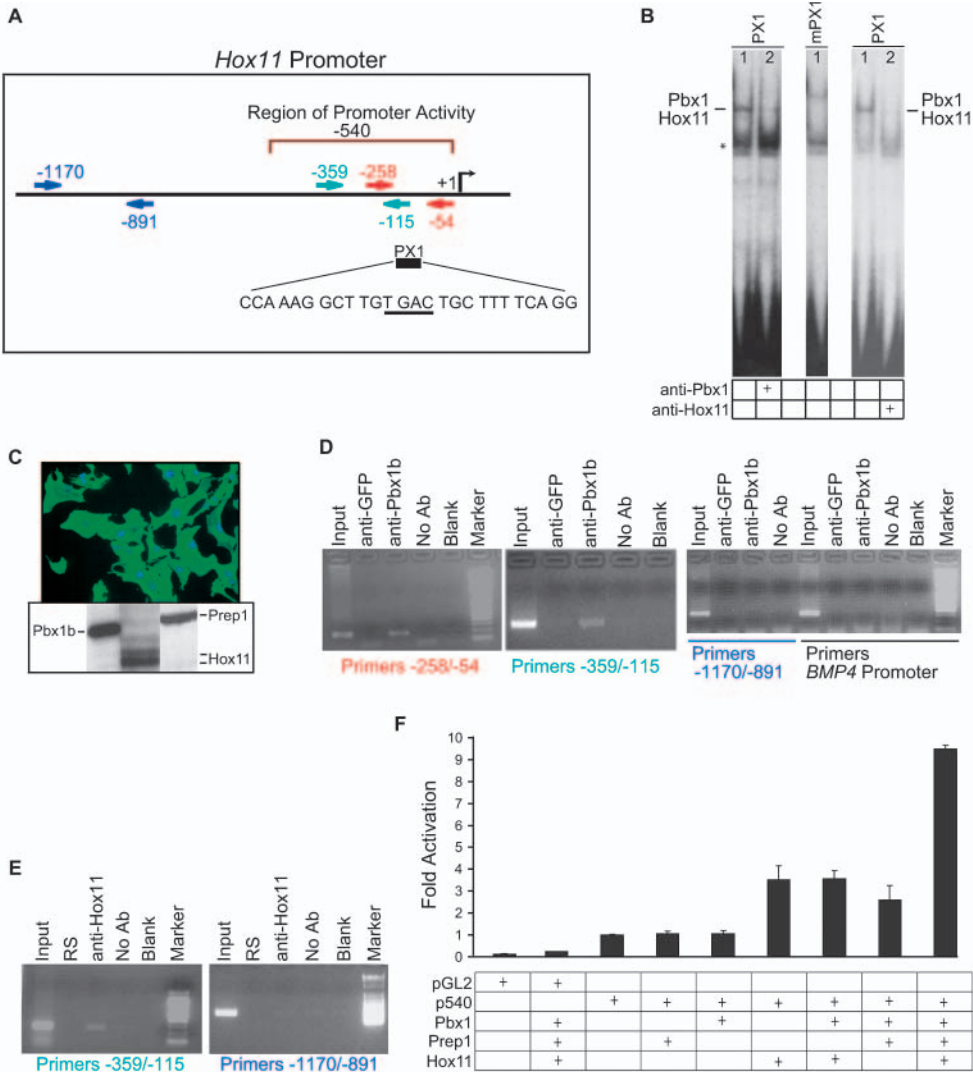 A
Hox11 Promoter
Region of Promoter Activity
-540
-1170
-359
-258
+1
-891
-115
-54
PX1
CCA AAG GCT TGT GAC TGC TTT TCA GG
B
PX1
mPX1
PX1
1 2 1 1 2
Pbx1
Hox11
Pbx1
Hox11
*
anti-Pbx1 +
anti-Hox11 +
C
Pbx1b
Prep1
Hox11
D
Input
anti-GFP
anti-Pbx1b
No Ab
Blank
Marker
Input
anti-GFP
anti-Pbx1b
No Ab
Blank
Input
anti-GFP
anti-Pbx1b
No Ab
Input
anti-GFP
anti-Pbx1b
No Ab
Blank
Marker
Primers -258/-54
Primers -359/-115
Primers
-1170/-891
Primers
BMP4 Promoter
E
Input
RS
anti-Hox11
No Ab
Blank
Marker
Input
RS
anti-Hox11
No Ab
Blank
Marker
Primers -359/-115
Primers -1170/-891
F
Fold Activation
10
9
8
7
6
5
4
3
2
1
0
pGL2 + +
p540 + + + + + + +
Pbx1 + + + + +
Prep1 + + + +
Hox11 + + + +